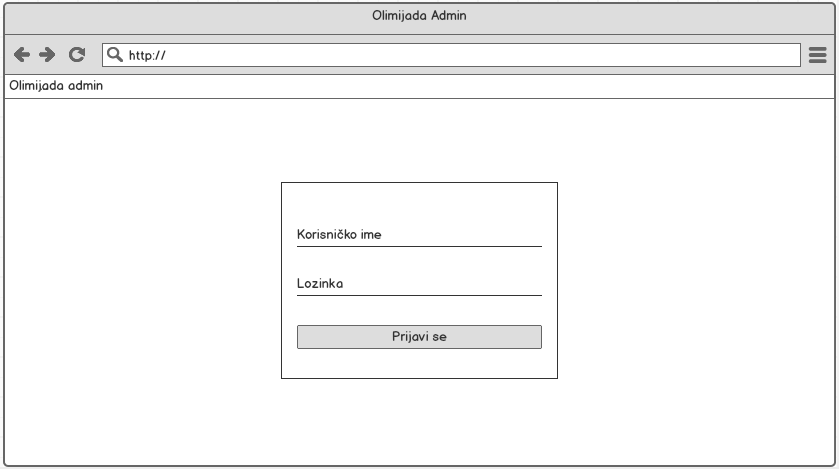 Olimijada Admin
http://
Olimijada admin
Korisničko ime
Lozinka
Prijavi se